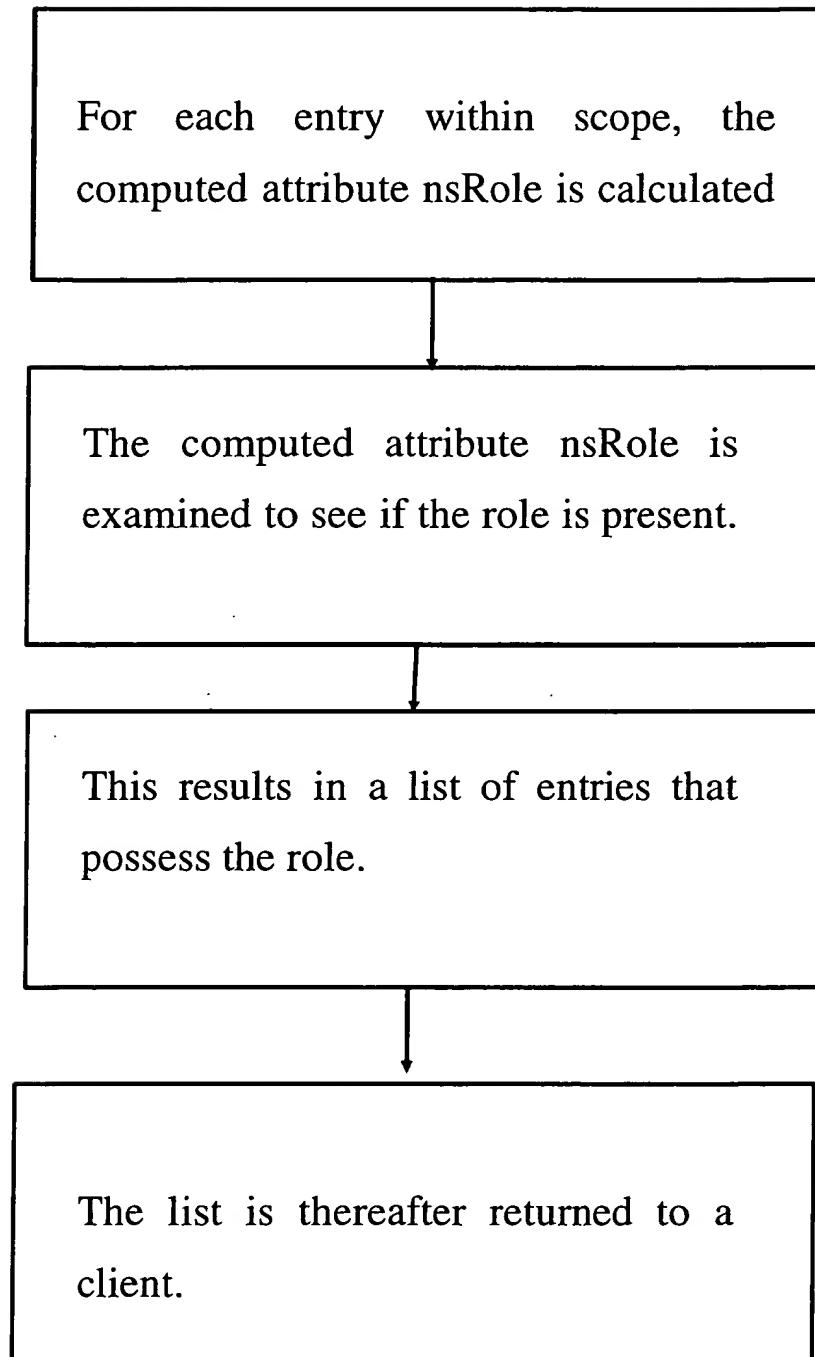 For each entry within scope, the
computed attribute nsRole is calculated
The computed attribute nsRole is
examined to see if the role is present.
This results in a list of entries that
possess the role.
The list is thereafter returned to a
client.